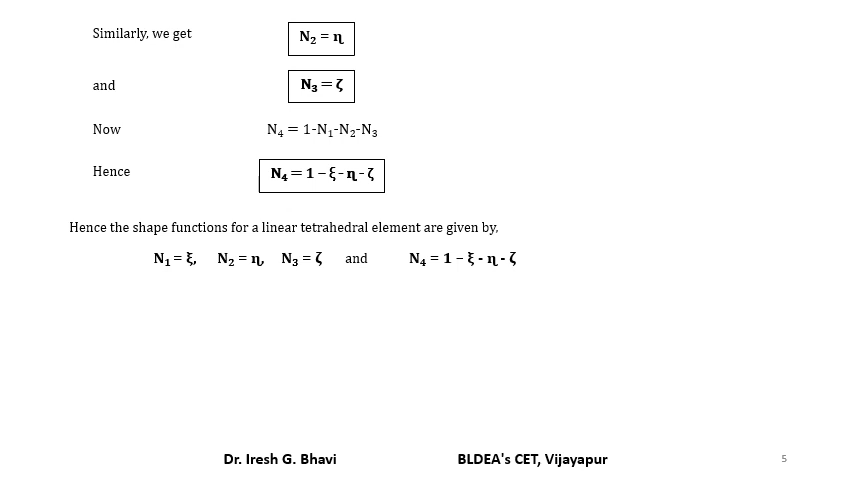 Similarly, we get N₂ = η
and N₃ = ζ
Now N₄ = 1-N₁-N₂-N₃
Hence N₄ = 1 – ξ - η - ζ
Hence the shape functions for a linear tetrahedral element are given by,
N₁ = ξ, N₂ = η, N₃ = ζ and N₄ = 1 – ξ - η - ζ
Dr. Iresh G. Bhavi BLDEA's CET, Vijayapur 5